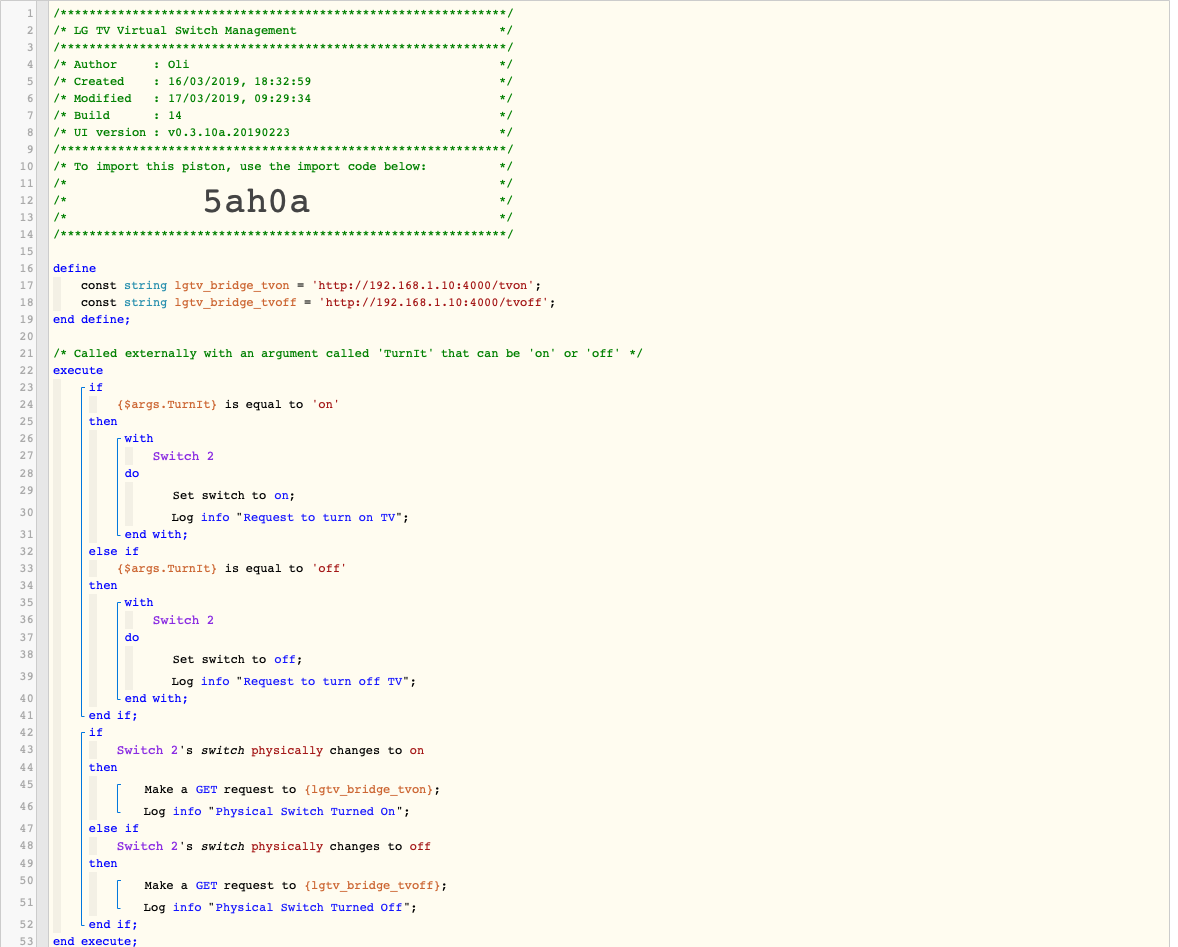 1 /**************************************************************/
2 /* LG TV Virtual Switch Management */
3 /**************************************************************/
4 /* Author : Oli */
5 /* Created : 16/03/2019, 18:32:59 */
6 /* Modified : 17/03/2019, 09:29:34 */
7 /* Build : 14 */
8 /* UI version : v0.3.10a.20190223 */
9 /**************************************************************/
10 /* To import this piston, use the import code below: */
11 /* */
12 /* 5ah0a */
13 /* */
14 /**************************************************************/
15
16 define
17 const string lgtv_bridge_tvon = 'http://192.168.1.10:4000/tvon';
18 const string lgtv_bridge_tvoff = 'http://192.168.1.10:4000/tvoff';
19 end define;
20
21 /* Called externally with an argument called 'TurnIt' that can be 'on' or 'off' */
22 execute
23 if
24 {$args.TurnIt} is equal to 'on'
25 then
26 with
27 Switch 2
28 do
29 Set switch to on;
30 Log info "Request to turn on TV";
31 end with;
32 else if
33 {$args.TurnIt} is equal to 'off'
34 then
35 with
36 Switch 2
37 do
38 Set switch to off;
39 Log info "Request to turn off TV";
40 end with;
41 end if;
42 if
43 Switch 2's switch physically changes to on
44 then
45 Make a GET request to {lgtv_bridge_tvon};
46 Log info "Physical Switch Turned On";
47 else if
48 Switch 2's switch physically changes to off
49 then
50 Make a GET request to {lgtv_bridge_tvoff};
51 Log info "Physical Switch Turned Off";
52 end if;
53 end execute;